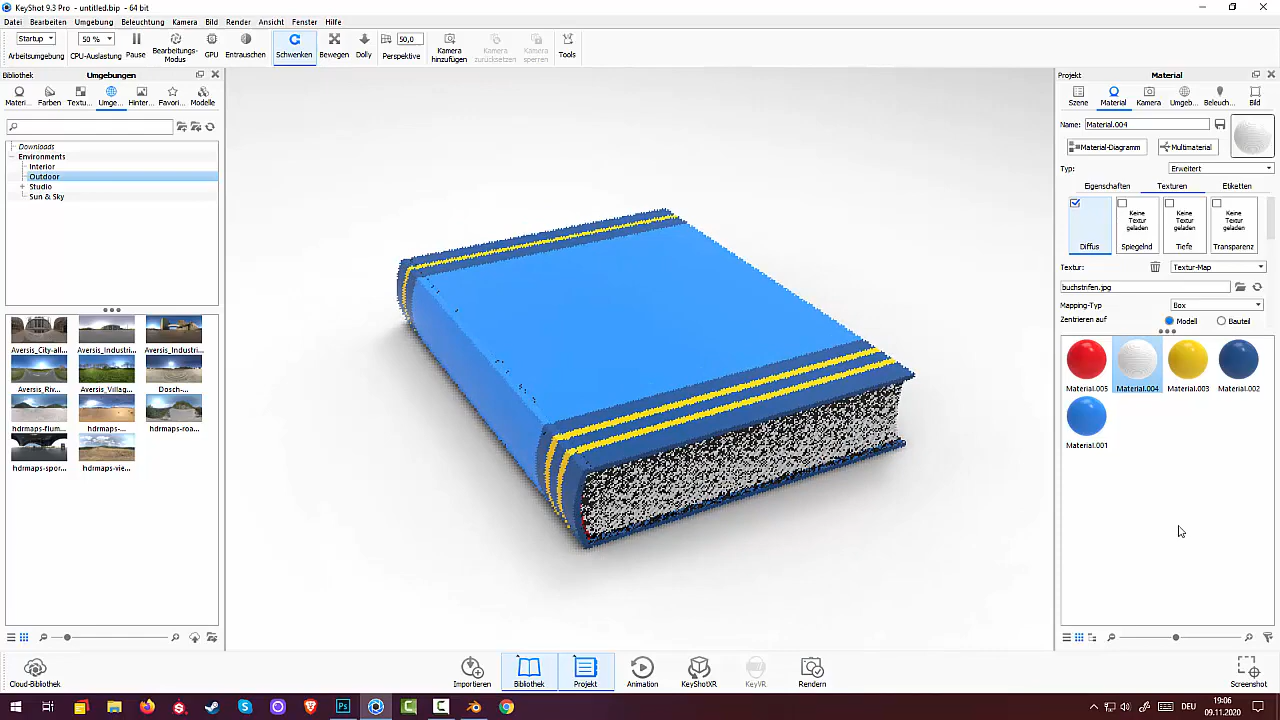 KeyShot 9.3 Pro - untitled.bip - 64 bit
Datei Bearbeiten Umgebung Beleuchtung Kamera Bild Render Ansicht Fenster Hilfe
Startup 50 % 50,0
Arbeitsumgebung CPU-Auslastung Pause Bearbeitungs-Modus GPU Entrauschen Schwenken Bewegen Dolly Perspektive Kamera hinzufügen Kamera zurücksetzen Kamera sperren Tools
Bibliothek Umgebungen
Materi... Farben Textu... Umge... Hinter... Favori... Modelle
Downloads
Environments
Interior
Outdoor
Studio
Sun & Sky
Aversis_City-all... Aversis_Industri... Aversis_Industri...
Aversis_Riv... Aversis_Villag... Dosch-...
hdrmaps-flum... hdrmaps-... hdrmaps-roa...
hdrmaps-spor... hdrmaps-vie...
Projekt Material
Szene Material Kamera Umgeb... Beleuch... Bild
Name: Material.004
Material-Diagramm Multimaterial
Typ: Erweitert
Eigenschaften Texturen Etiketten
Keine Textur geladen Keine Textur geladen Keine Textur geladen
Diffus Spiegelnd Tiefe Transparenz
Textur: Textur-Map
buchstrifen.jpg
Mapping-Typ Box
Zentrieren auf Modell Bauteil
Material.005 Material.004 Material.003 Material.002
Material.001
Cloud-Bibliothek Importieren Bibliothek Projekt Animation KeyShotXR KeyVR Rendern Screenshot
DEU 19:06
09.11.2020